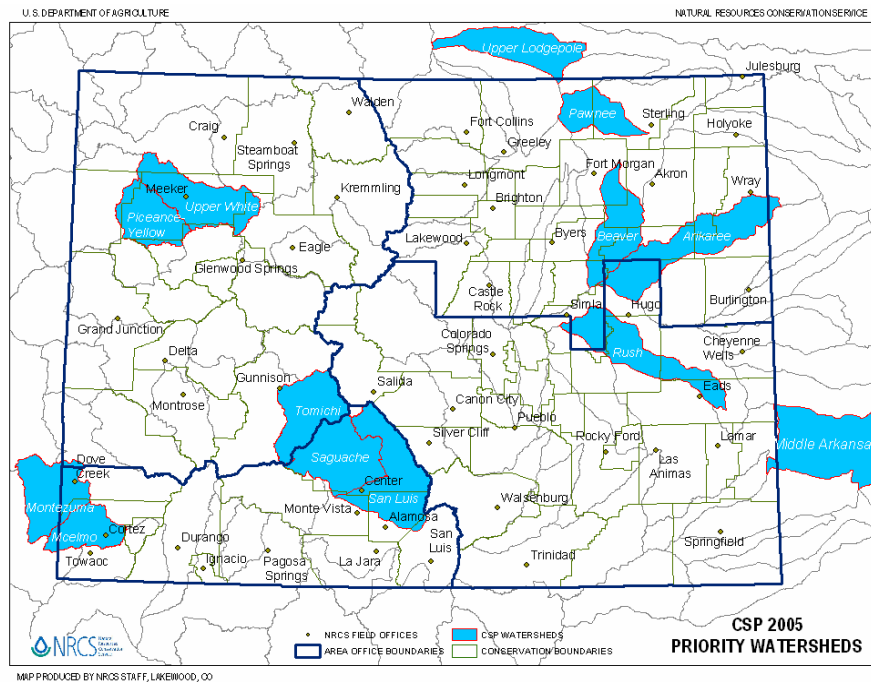 U.S. DEPARTMENT OF AGRICULTURE
NATURAL RESOURCES CONSERVATION SERVICE
Upper Lodgepole
Julesburg
Walden
Pawnee
Sterling
Craig
Fort Collins
Holyoke
Steamboat
Springs
Greeley
Fort Morgan
Longmont
Akron
Meeker
Kremmling
Wray
Upper White
Brighton
Piceance-
Yellow
Lakewood
Byers
Beaver
Arikaree
Eagle
Glenwood Springs
Castle
Rock
Burlington
Simla
Hugo
Grand Junction
Colorado
Springs
Cheyenne
Wells
Rush
Delta
Gunnison
Salida
Eads
Montrose
Tomichi
Canon City
Pueblo
Silver Cliff
Rocky Ford
Lamar
Middle Arkansa
Saguache
Dove
Creek
Las
Animas
Center
San Luis
Montezuma
Monte Vista
Walsenburg
Alamosa
Mcelmo
Cortez
Durango
San
Luis
Springfield
Towaoc
Ignacio
Pagosa
Springs
La Jara
Trinidad
CSP 2005
PRIORITY WATERSHEDS
NRCS
Natural
Resources
Conservation
NRCS FIELD OFFICES
CSP WATERSHEDS
AREA OFFICE BOUNDARIES
CONSERVATION BOUNDARIES
MAP PRODUCED BY NRCS STAFF, LAKEWOOD, CO